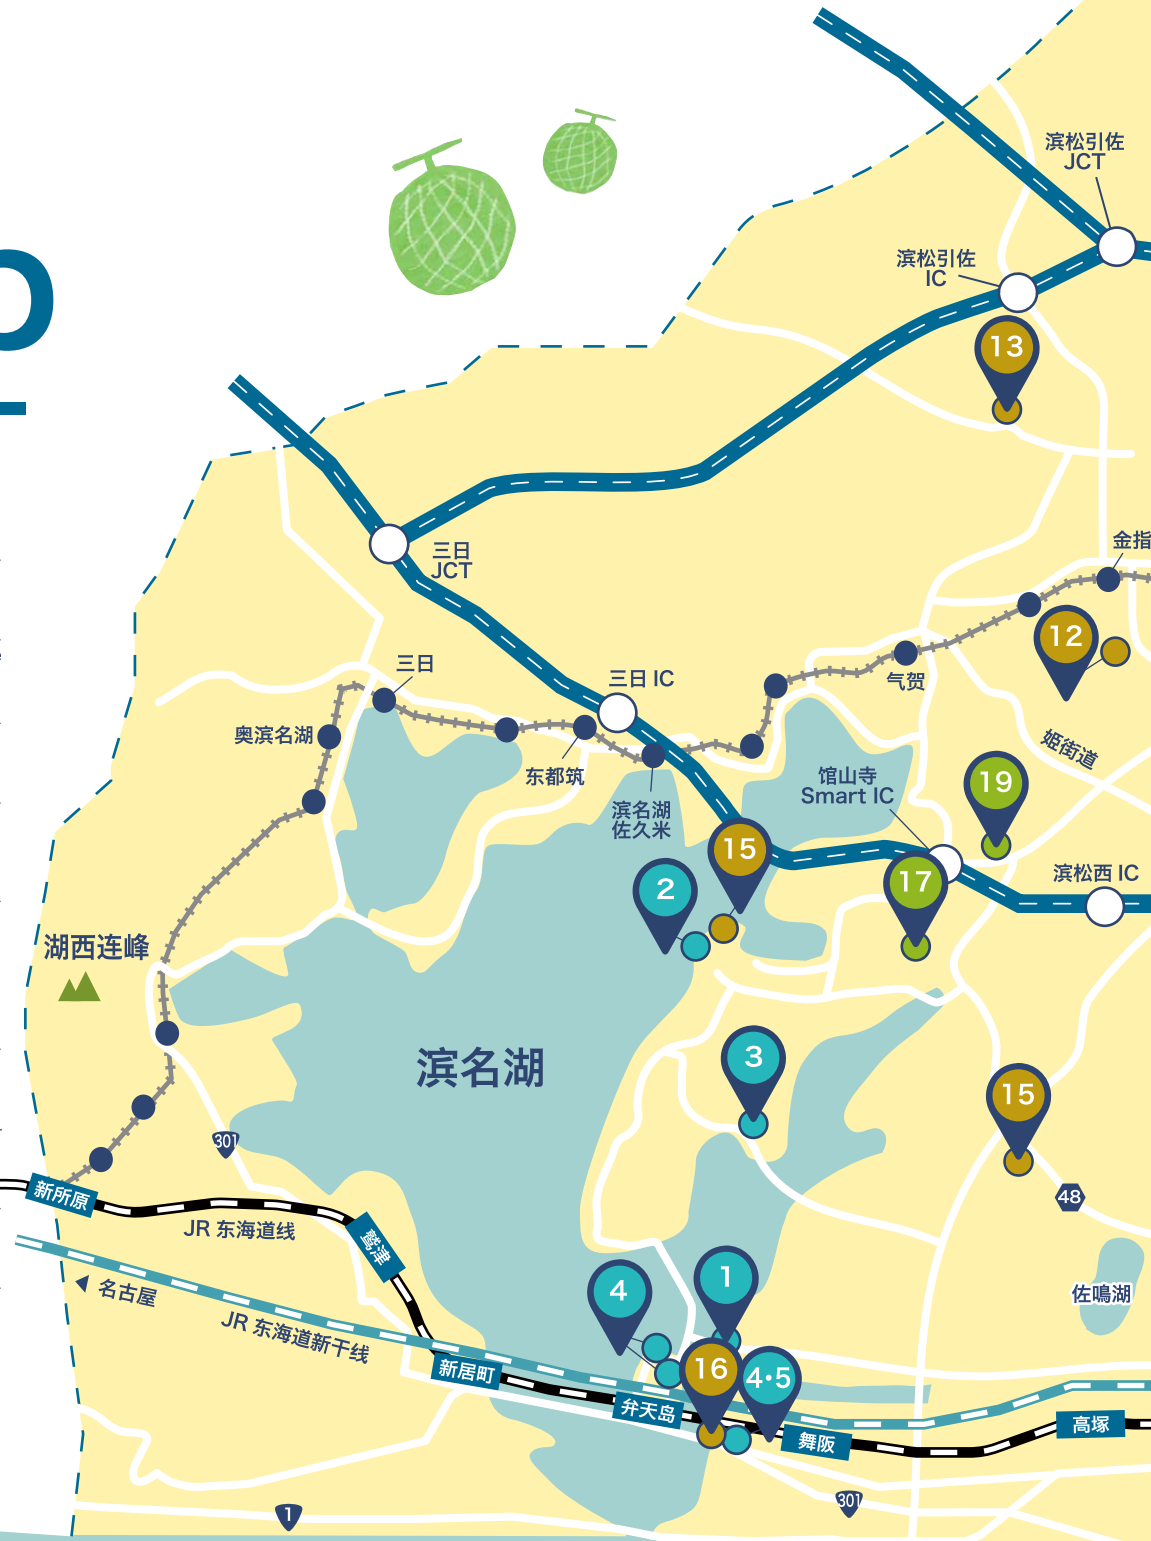 滨松引佐
JCT
滨松引佐
IC
13
三日
JCT
金指
12
三日
三日 IC
气贺
奥滨名湖
东都筑
姬街道
馆山寺
Smart IC
19
滨名湖
佐久米
15
17
滨松西 IC
2
湖西连峰
滨名湖
3
15
301
48
新所原
JR 东海道线
鹫津
佐鸣湖
名古屋
JR 东海道新干线
4
1
新居町
16
4·5
弁天岛
舞阪
高塚
301
1